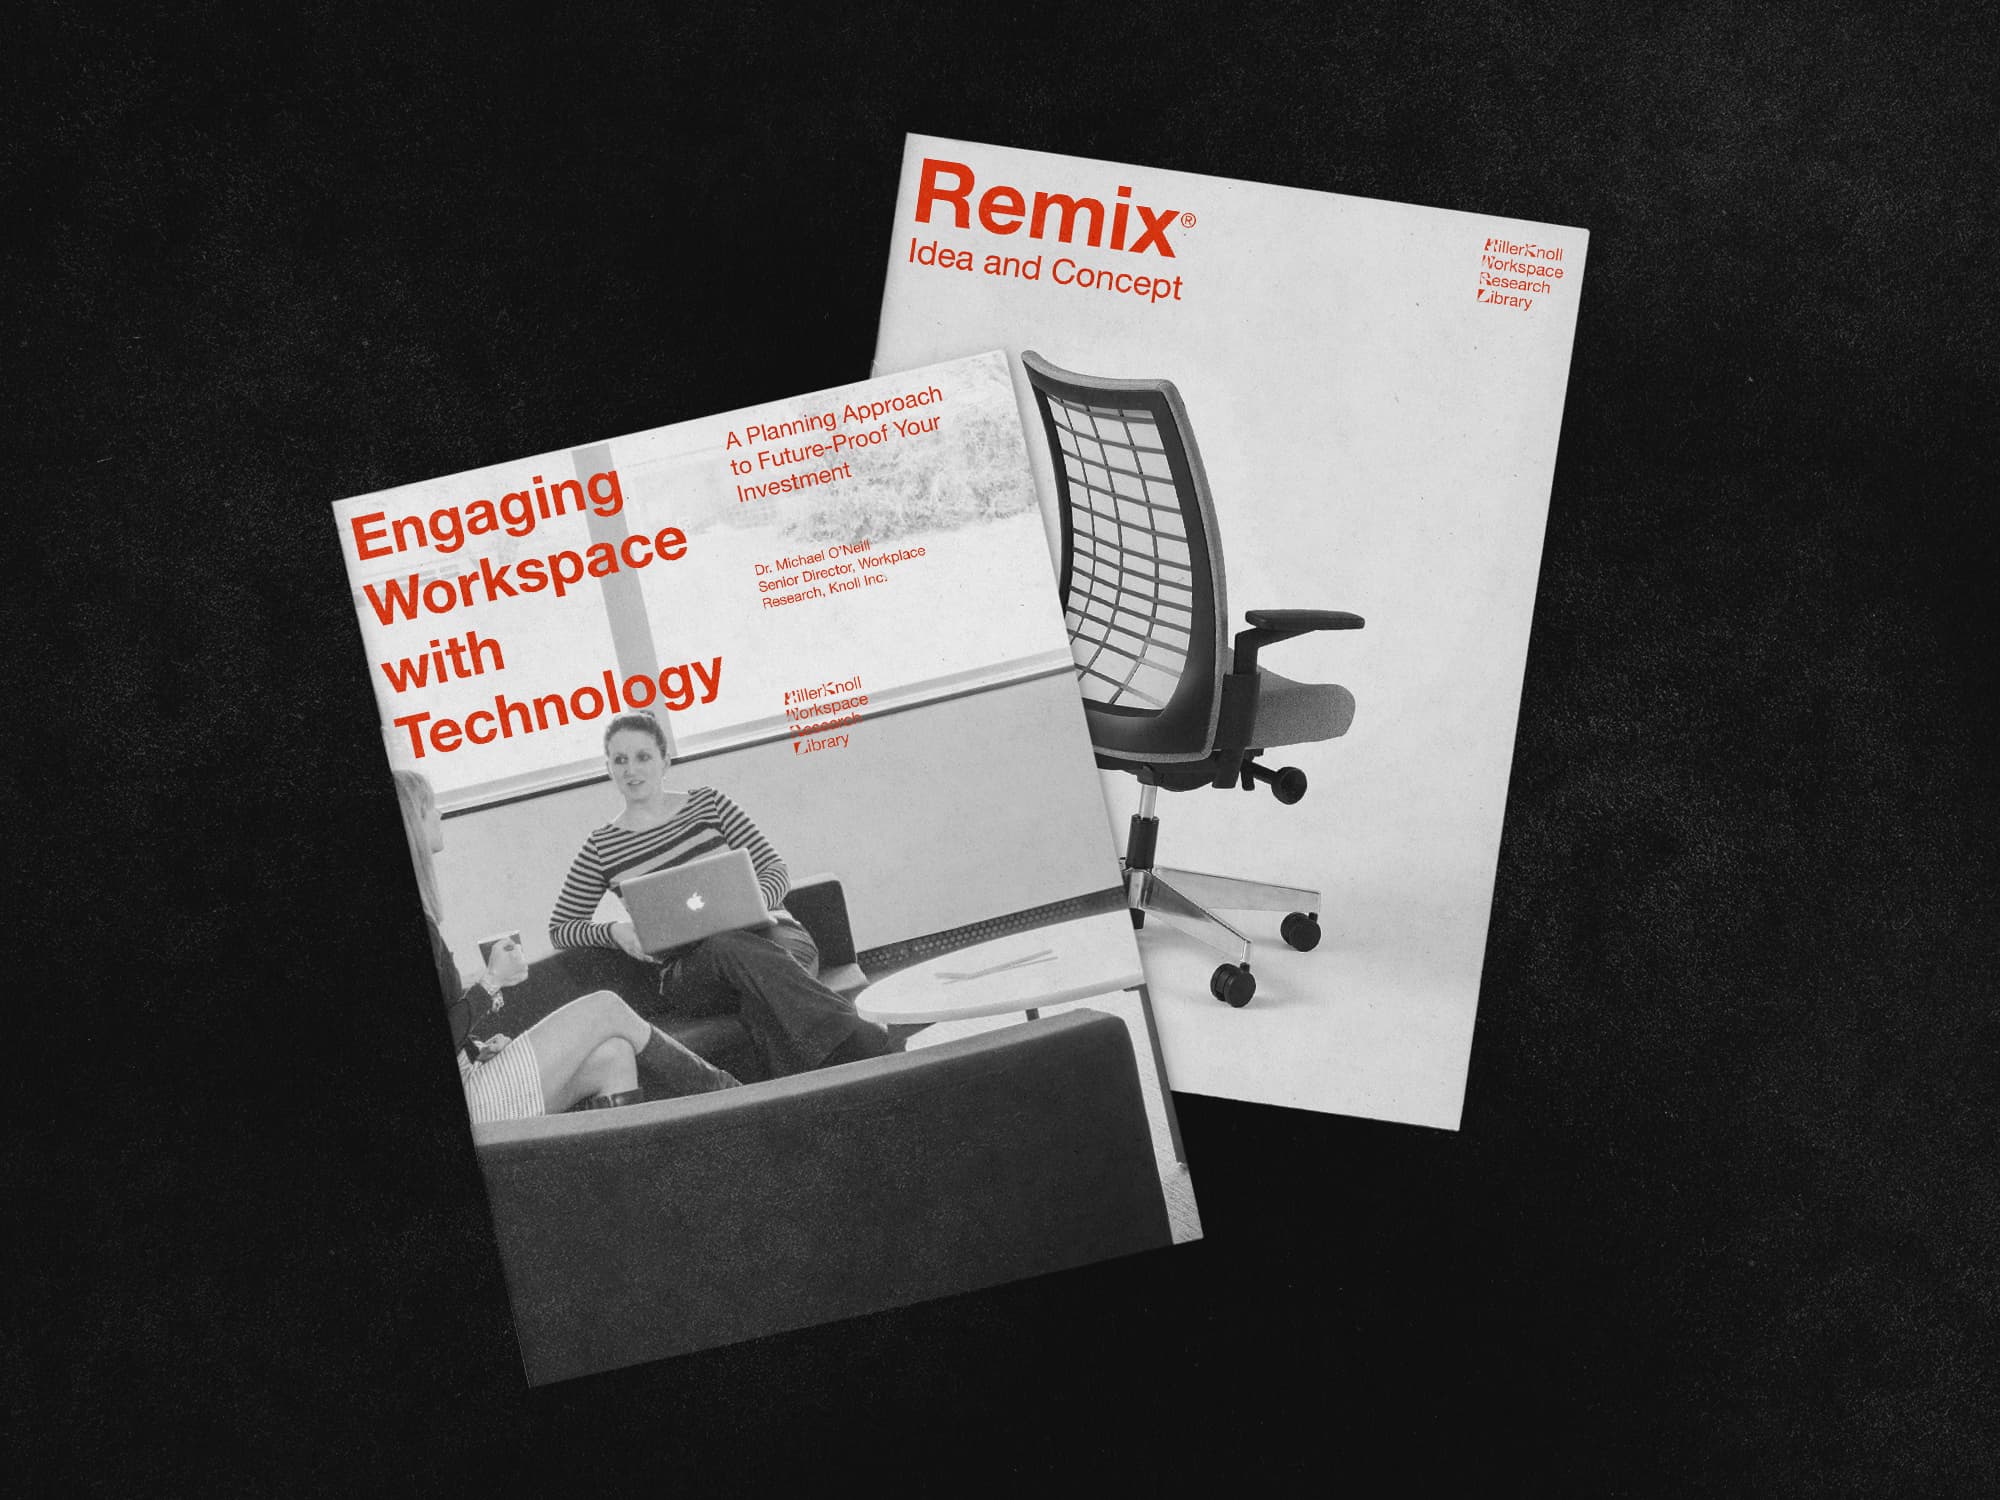 Remix®
Idea and Concept
MillerKnoll
Workspace
Research
Library
Engaging
Workspace
with
Technology
A Planning Approach
to Future-Proof Your
Investment
Dr. Michael O'Neill
Senior Director, Workplace
Research, Knoll Inc.
MillerKnoll
Workspace
Research
Library